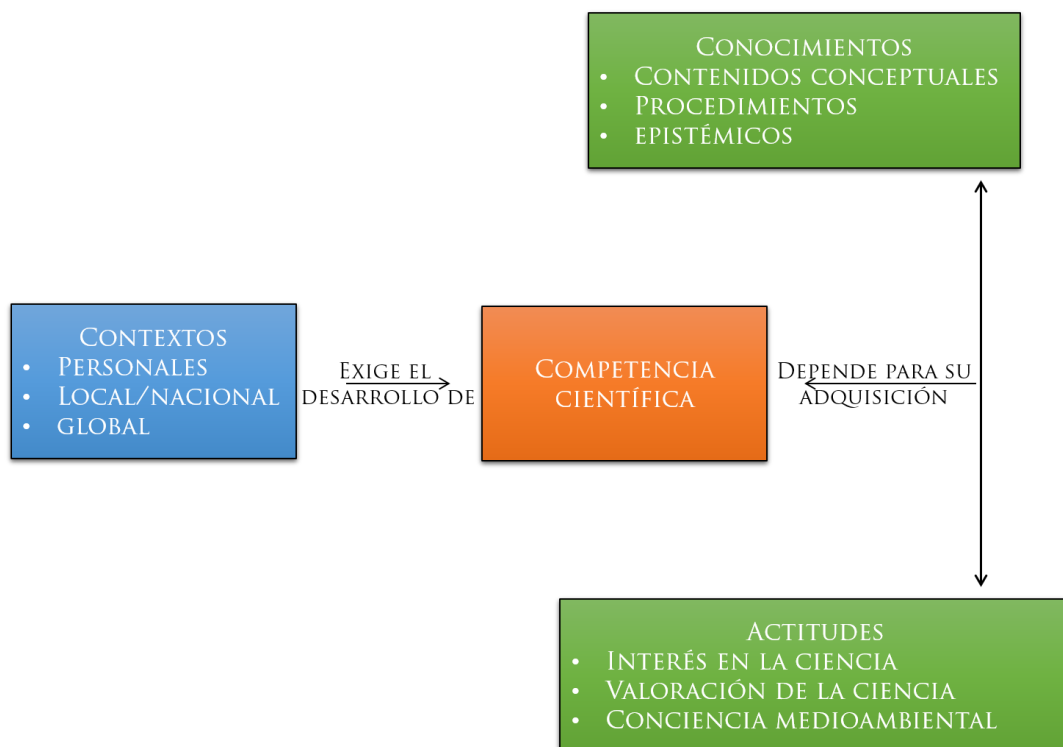 Conocimientos
• Contenidos conceptuales
• Procedimientos
• epistémicos
Contextos
• Personales
• Local/nacional
• global
Exige el
desarrollo de
Competencia
científica
Depende para su
adquisición
Actitudes
• Interés en la ciencia
• Valoración de la ciencia
• Conciencia medioambiental